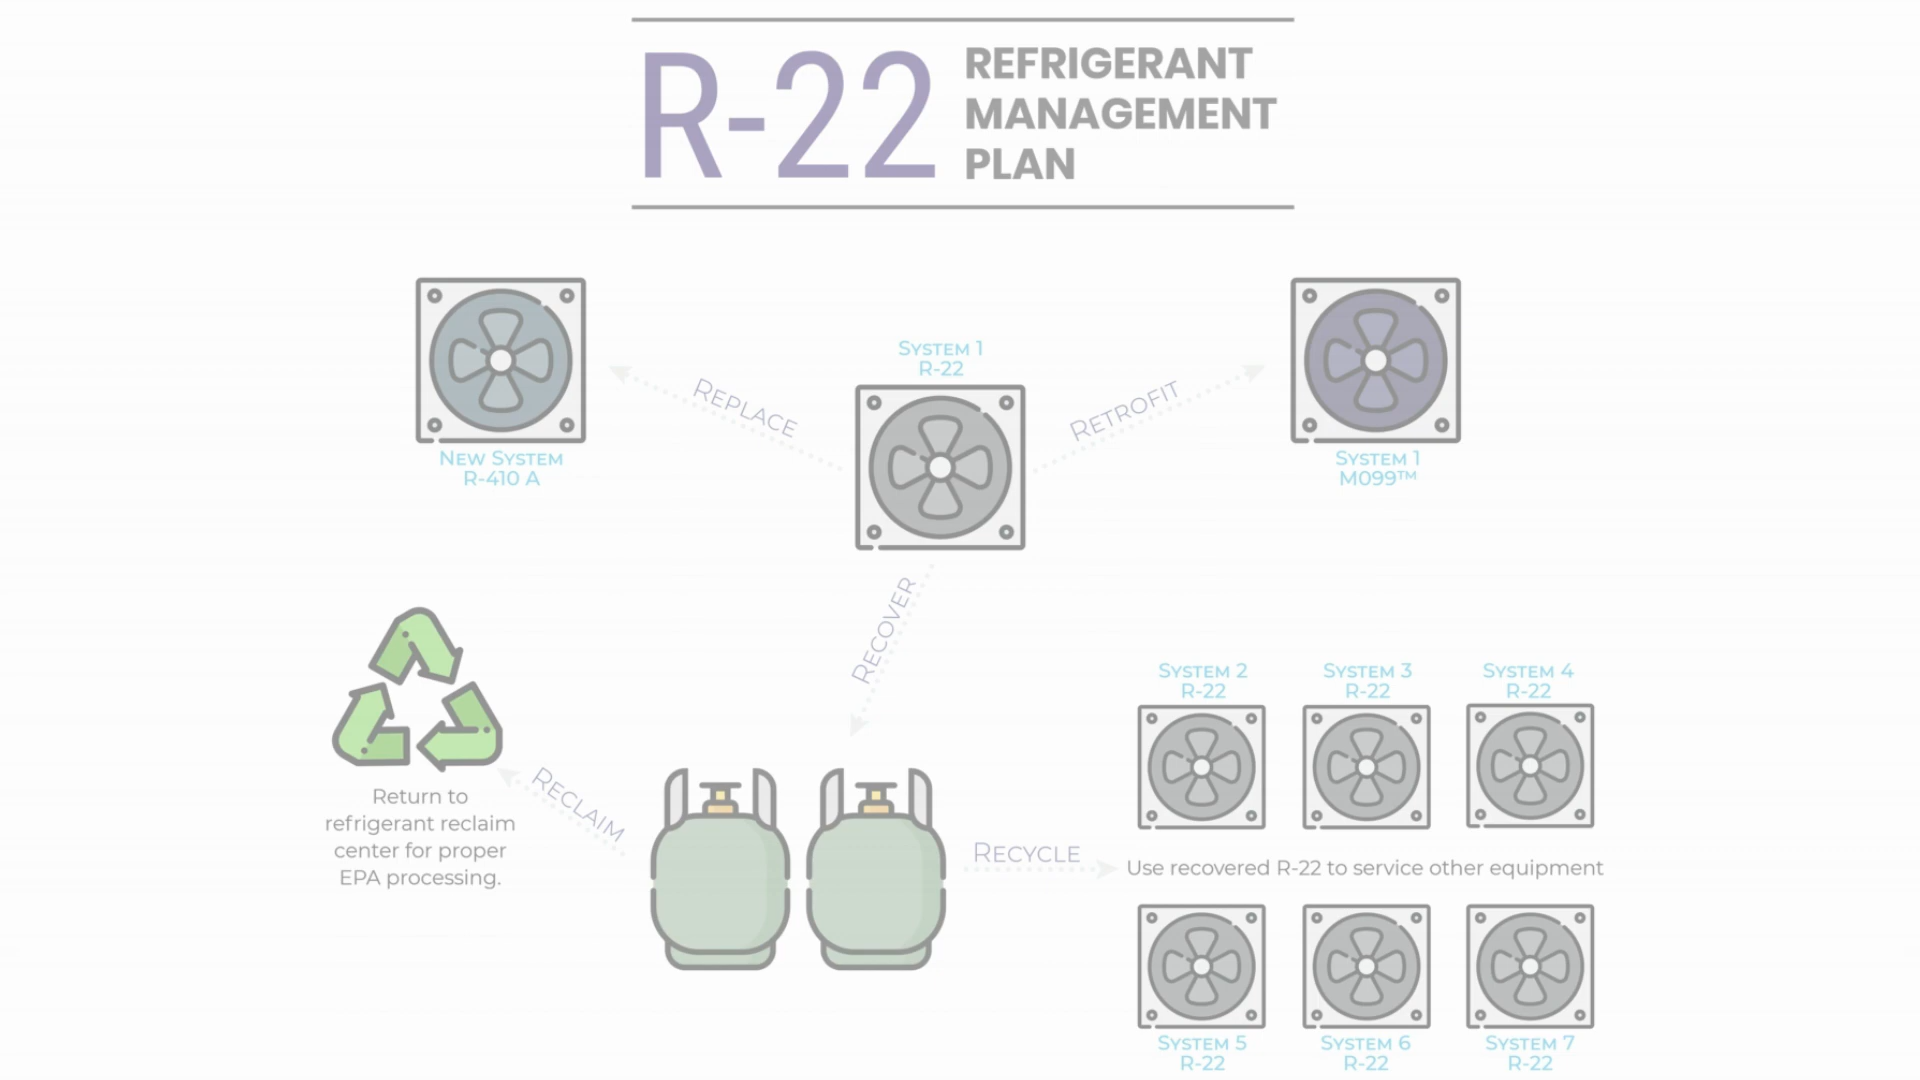 R-22
REFRIGERANT
MANAGEMENT
PLAN
SYSTEM 1
R-22
REPLACE
RETROFIT
NEW SYSTEM
R-410 A
SYSTEM 1
M099™
RECOVER
SYSTEM 2
R-22
SYSTEM 3
R-22
SYSTEM 4
R-22
RECLAIM
Return to
refrigerant reclaim
center for proper
EPA processing.
RECYCLE
Use recovered R-22 to service other equipment
SYSTEM 5
R-22
SYSTEM 6
R-22
SYSTEM 7
R-22